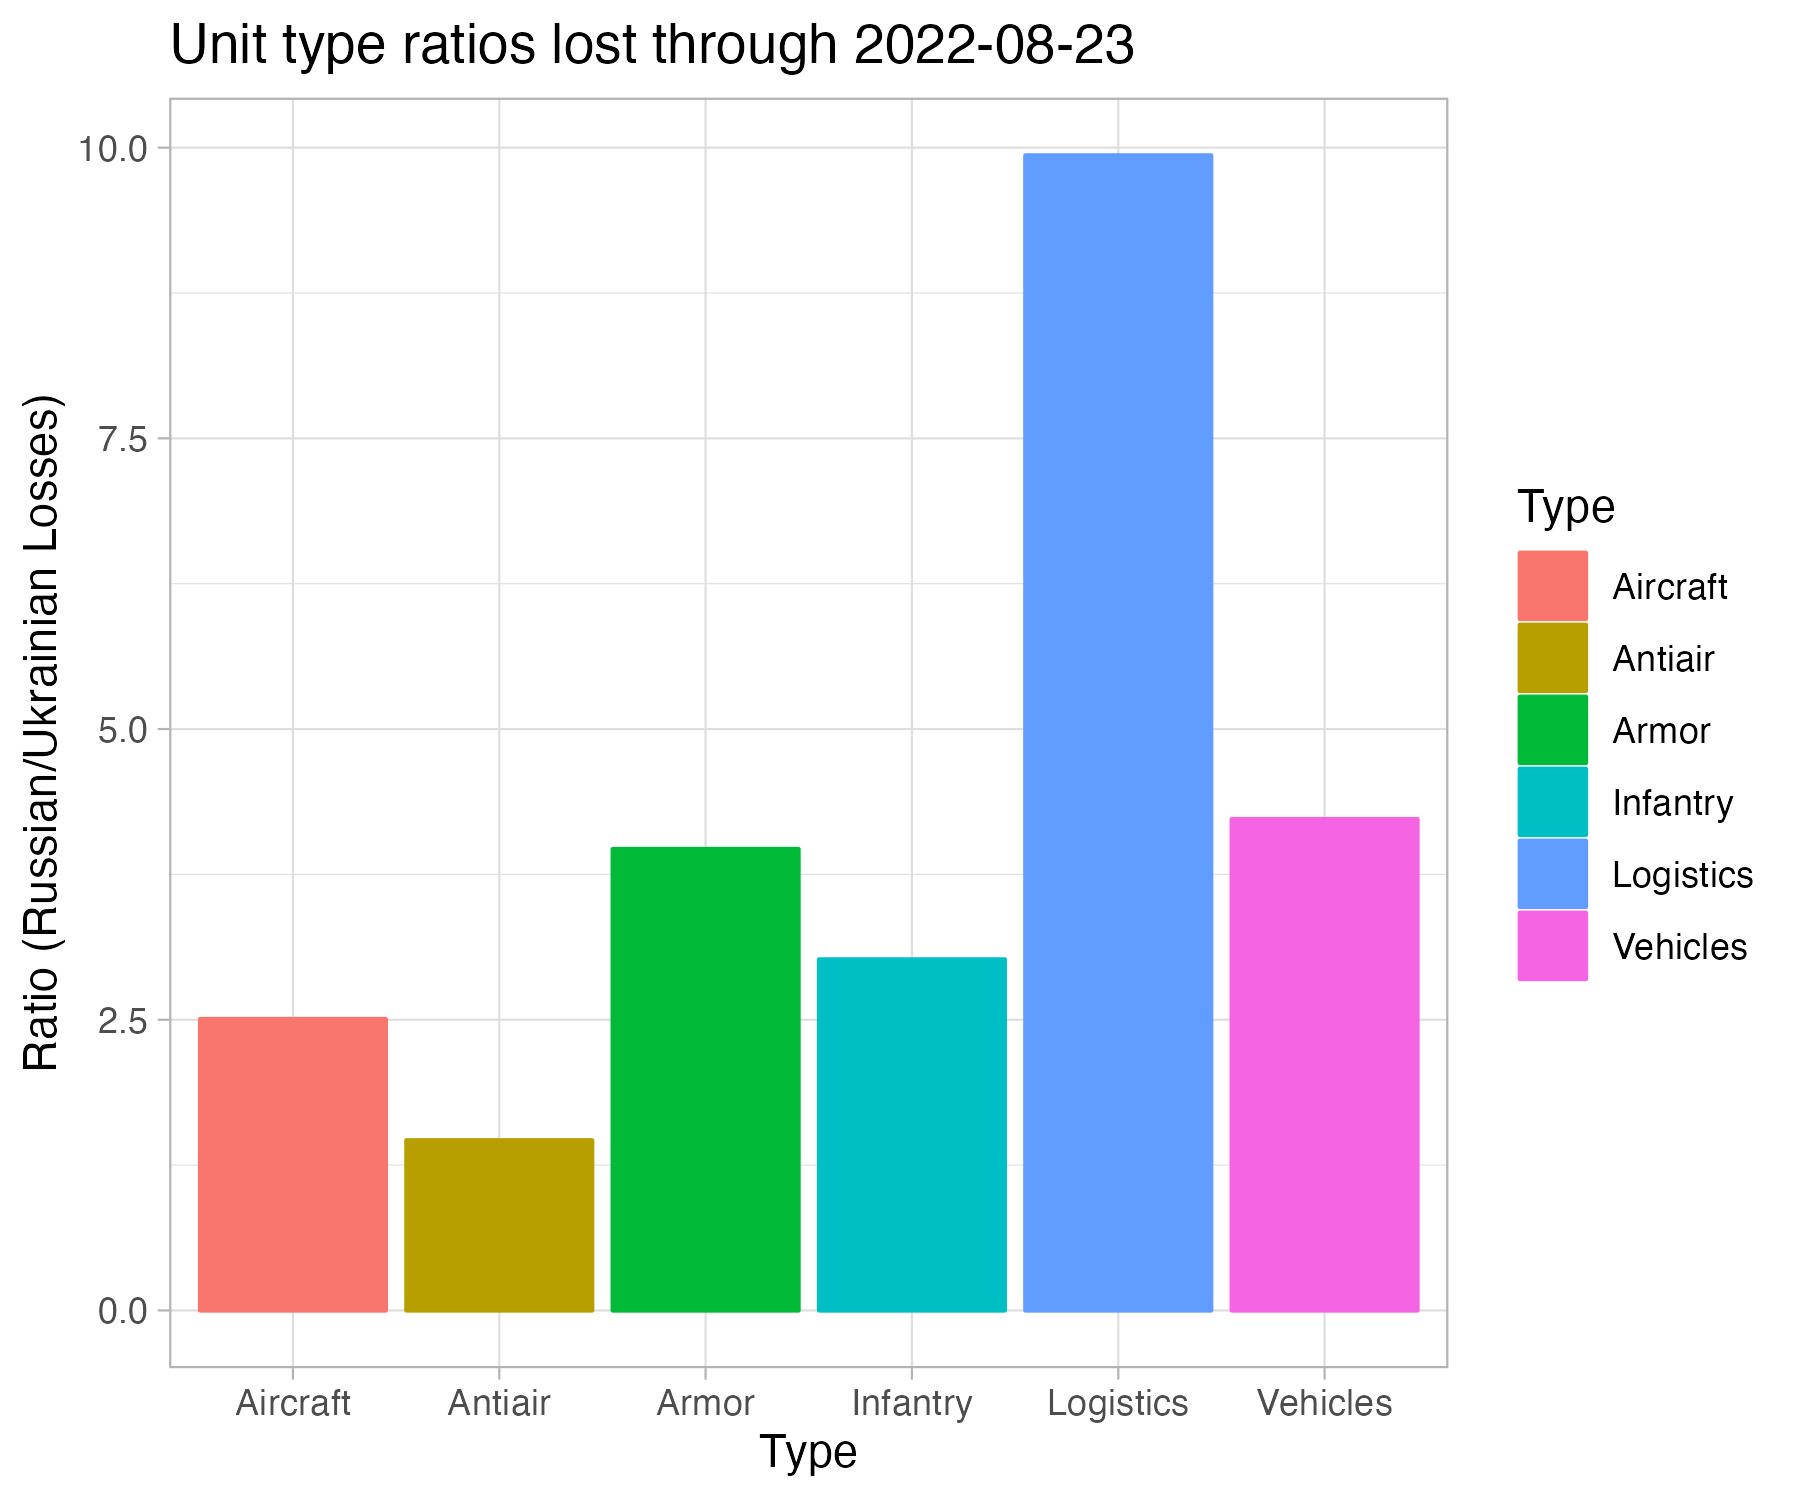 Unit type ratios lost through 2022-08-23
Ratio (Russian/Ukrainian Losses)
10.0
7.5
5.0
2.5
0.0
Aircraft
Antiair
Armor
Infantry
Logistics
Vehicles
Type
Type
Aircraft
Antiair
Armor
Infantry
Logistics
Vehicles